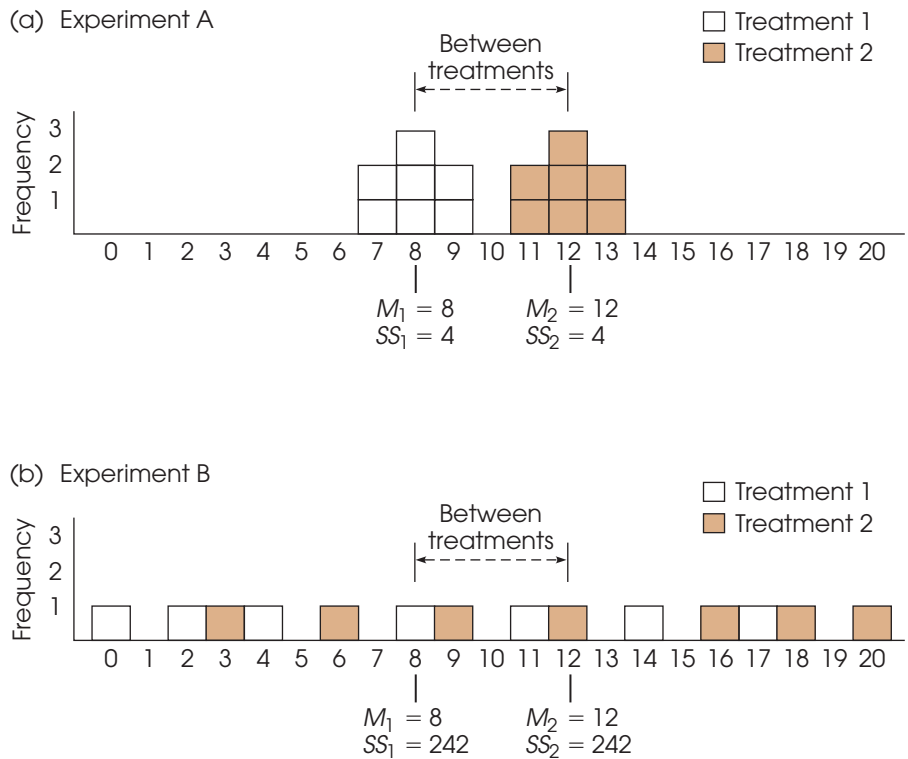 (a) Experiment A
Treatment 1
Treatment 2
Between
treatments
Frequency
3
2
1
0 1 2 3 4 5 6 7 8 9 10 11 12 13 14 15 16 17 18 19 20
M₁ = 8 M₂ = 12
SS₁ = 4 SS₂ = 4
(b) Experiment B
Treatment 1
Treatment 2
Between
treatments
Frequency
3
2
1
0 1 2 3 4 5 6 7 8 9 10 11 12 13 14 15 16 17 18 19 20
M₁ = 8 M₂ = 12
SS₁ = 242 SS₂ = 242